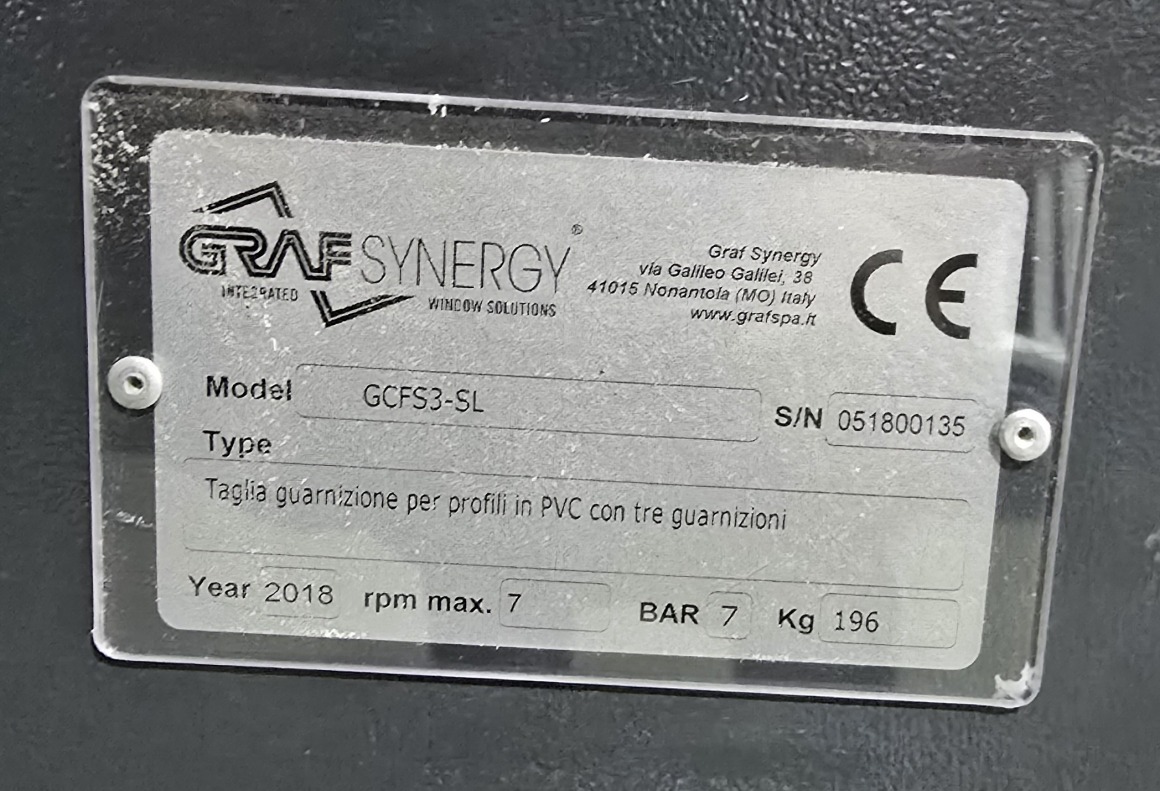 GRAF SYNERGY®
INTEGRATED WINDOW SOLUTIONS
Graf Synergy
via Galileo Galilei, 38
41015 Nonantola (MO) Italy
www.grafspa.it
CE
Model GCFS3-SL S/N 051800135
Type
Taglia guarnizione per profili in PVC con tre guarnizioni
Year 2018 rpm max. 7 BAR 7 Kg 196